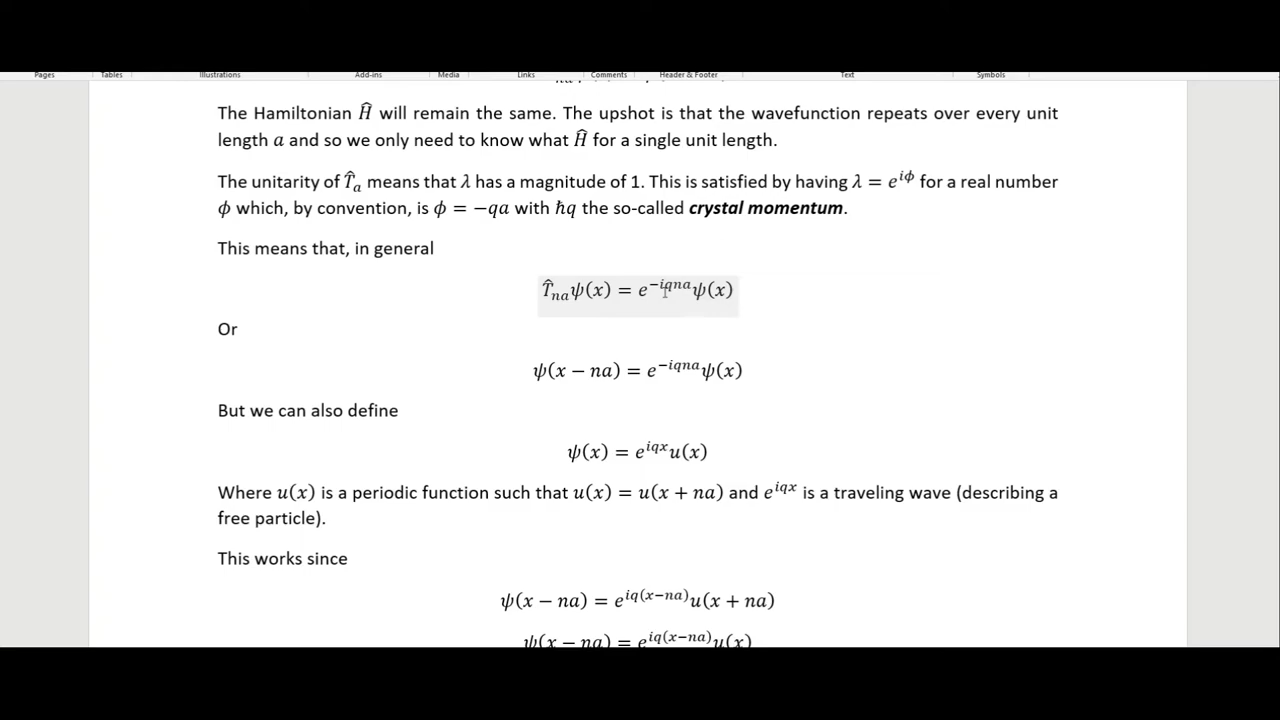 Pages Tables Illustrations Add-ins Media Links Comments Header & Footer Text Symbols
The Hamiltonian Ĥ will remain the same. The upshot is that the wavefunction repeats over every unit
length a and so we only need to know what Ĥ for a single unit length.
The unitarity of T̂ₐ means that λ has a magnitude of 1. This is satisfied by having λ = e^{iϕ} for a real number
ϕ which, by convention, is ϕ = −qa with ℏq the so-called crystal momentum.
This means that, in general
T̂_{na}ψ(x) = e^{−iqna}ψ(x)
Or
ψ(x − na) = e^{−iqna}ψ(x)
But we can also define
ψ(x) = e^{iqx}u(x)
Where u(x) is a periodic function such that u(x) = u(x + na) and e^{iqx} is a traveling wave (describing a
free particle).
This works since
ψ(x − na) = e^{iq(x−na)}u(x + na)
ψ(x − na) = e^{iq(x−na)}u(x)